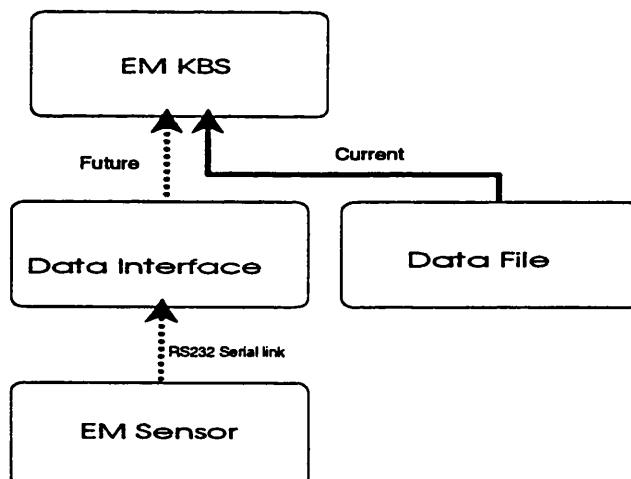 EM KBS
Future
Current
Data Interface
Data File
RS232 Serial link
EM Sensor